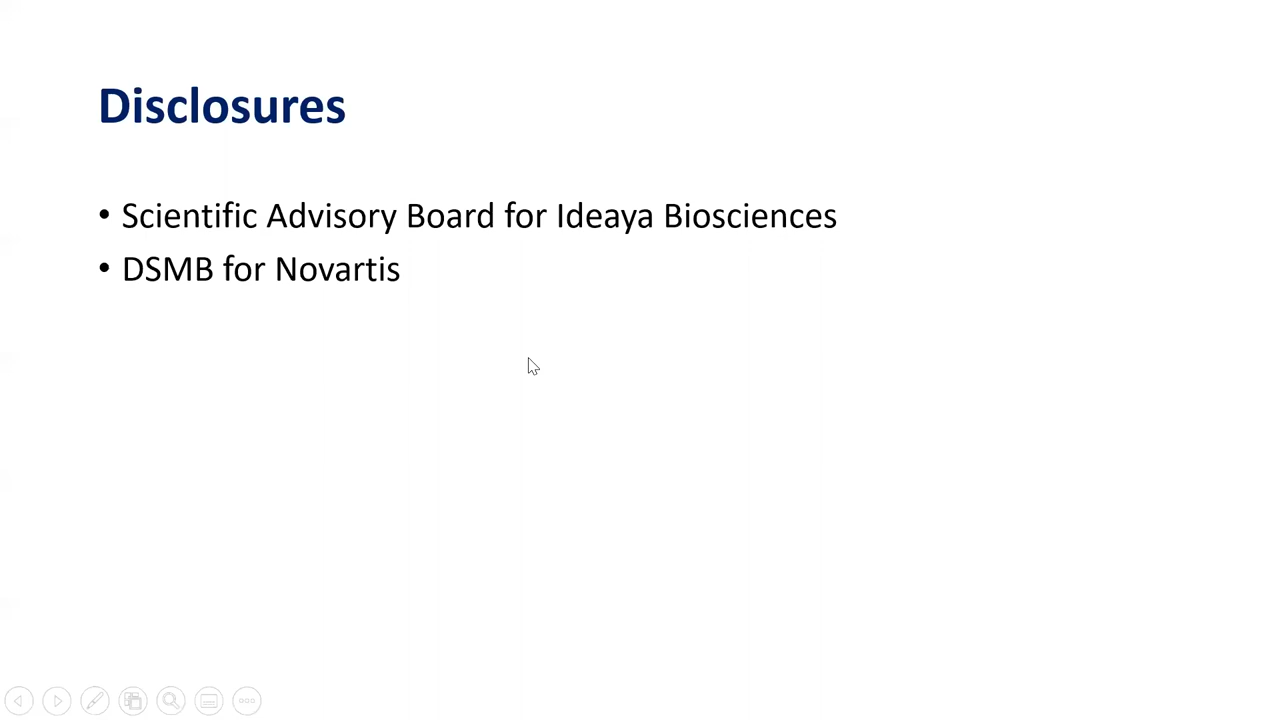 Disclosures
• Scientific Advisory Board for Ideaya Biosciences
• DSMB for Novartis